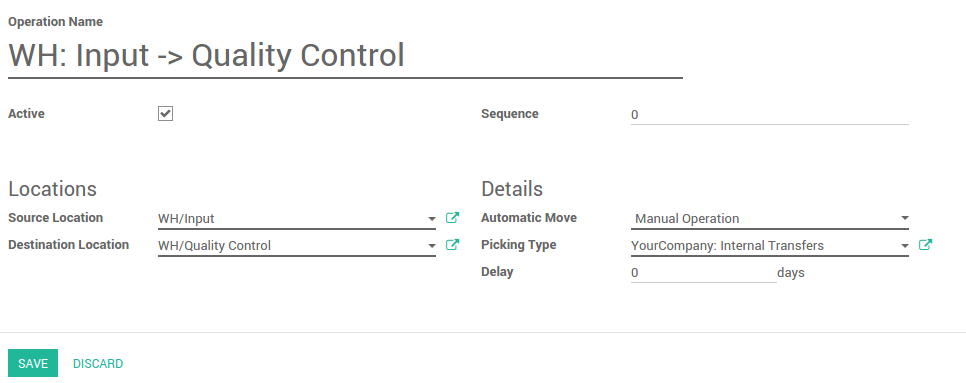 Operation Name
WH: Input -> Quality Control
Active
Sequence 0
Locations
Details
Source Location WH/Input
Automatic Move Manual Operation
Destination Location WH/Quality Control
Picking Type YourCompany: Internal Transfers
Delay 0 days
SAVE DISCARD